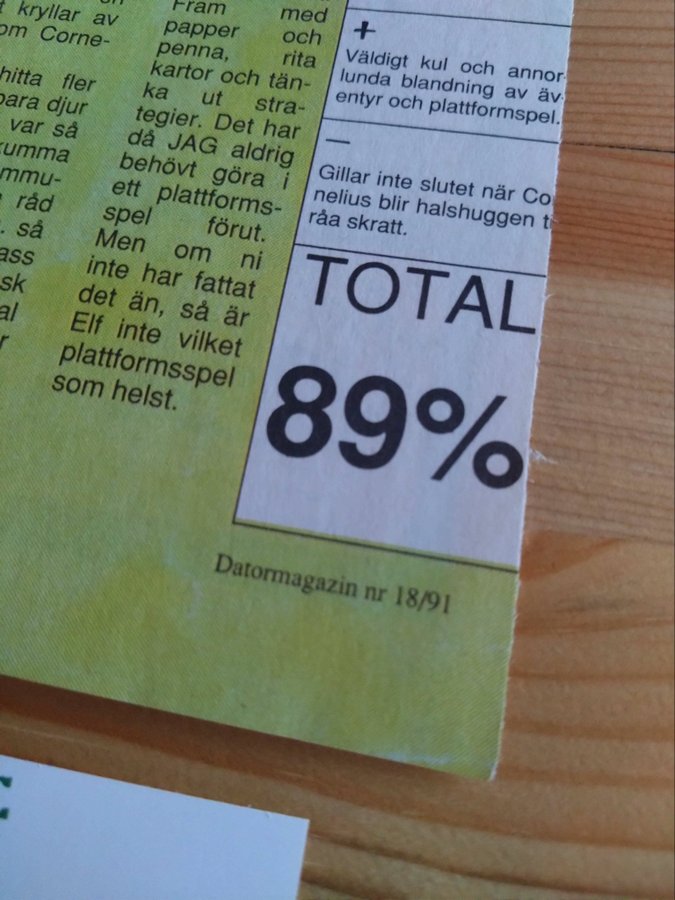 kryllar av
om Corne-
hitta fler
bara djur
var så
kumma
mmu-
råd
så
ass
sk
al
r
Fram med
papper och
penna, rita
kartor och tän-
ka ut stra-
tegier. Det har
då JAG aldrig
behövt göra i
ett plattforms-
spel förut.
Men om ni
inte har fattat
det än, så är
Elf inte vilket
plattformsspel
som helst.
+
Väldigt kul och annor-
lunda blandning av äv-
entyr och plattformspel.
—
Gillar inte slutet när Co
nelius blir halshuggen t
råa skratt.
TOTAL
89%
Datormagazin nr 18/91